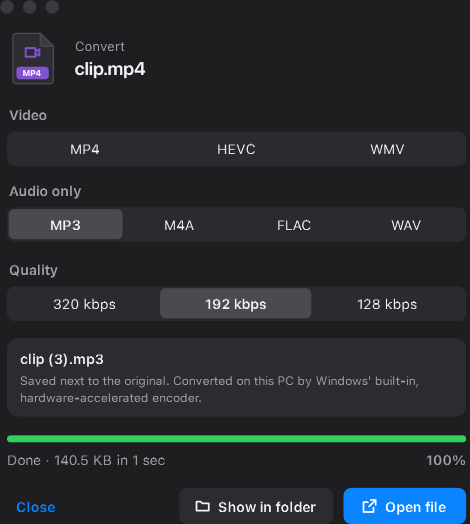 Convert
clip.mp4
MP4
Video
MP4 HEVC WMV
Audio only
MP3 M4A FLAC WAV
Quality
320 kbps 192 kbps 128 kbps
clip (3).mp3
Saved next to the original. Converted on this PC by Windows' built-in,
hardware-accelerated encoder.
Done · 140.5 KB in 1 sec 100%
Close Show in folder Open file